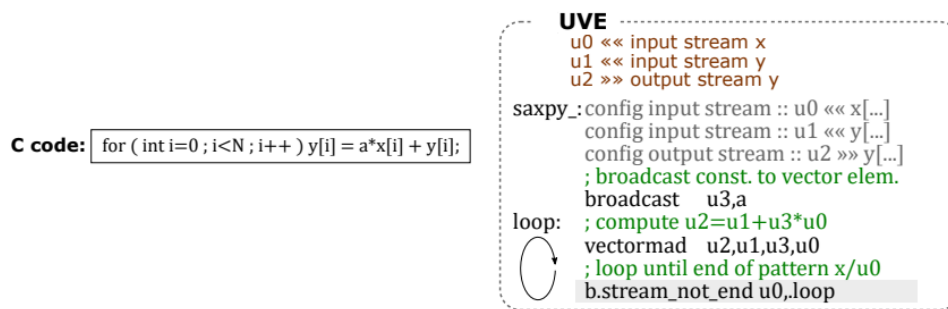 C code: for ( int i=0 ; i<N ; i++ ) y[i] = a*x[i] + y[i];
UVE
u0 «« input stream x
u1 «« input stream y
u2 »» output stream y
saxpy_: config input stream :: u0 «« x[...]
config input stream :: u1 «« y[...]
config output stream :: u2 »» y[...]
; broadcast const. to vector elem.
broadcast u3,a
loop: ; compute u2=u1+u3*u0
vectormad u2,u1,u3,u0
; loop until end of pattern x/u0
b.stream_not_end u0,.loop